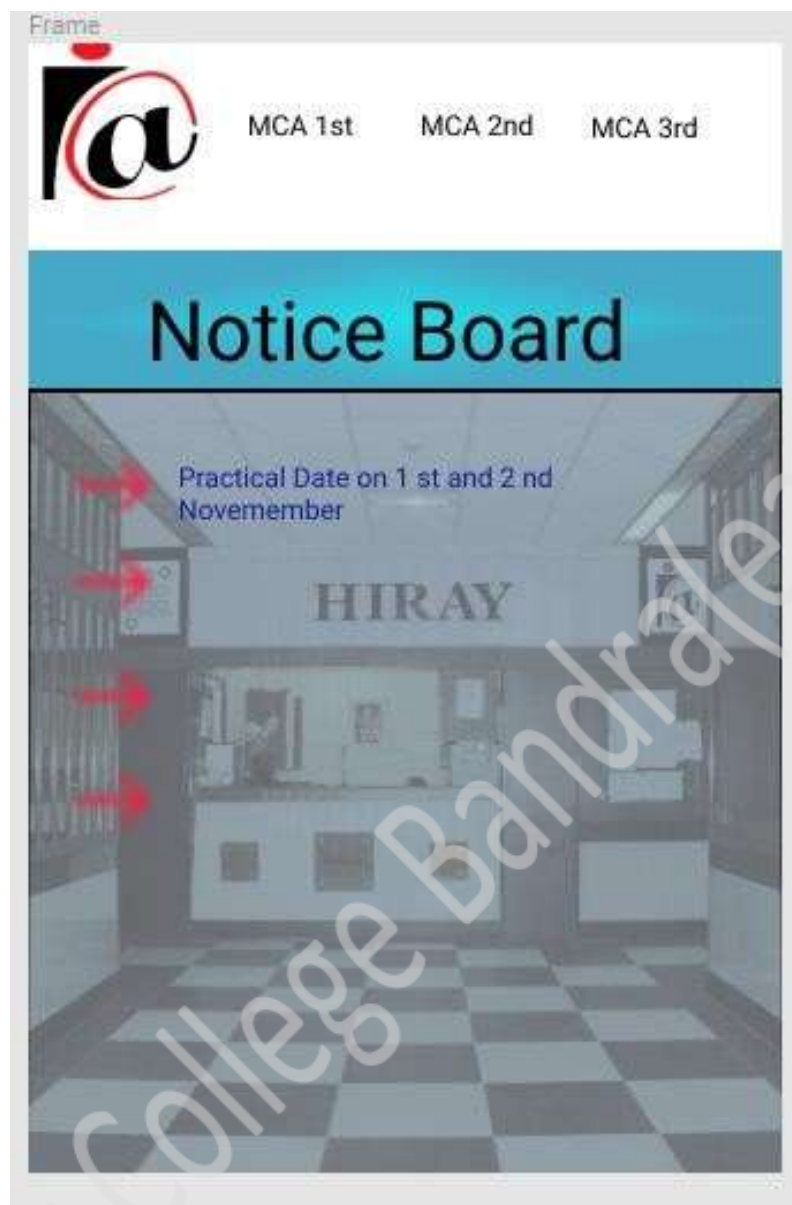 Frame
MCA 1st MCA 2nd MCA 3rd
Notice Board
Practical Date on 1 st and 2 nd
Novemember
HIRAY
College Bandra(ea